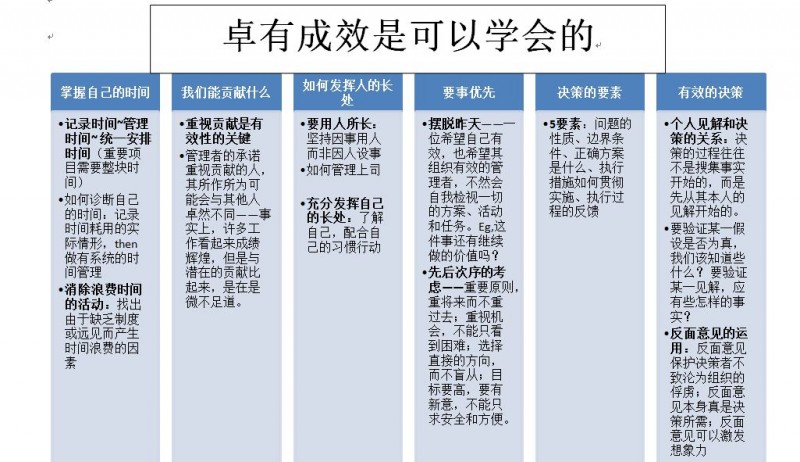 卓有成效是可以学会的
掌握自己的时间
•记录时间~管理
时间~统一安排
时间（重要项
目需要整块时
间）
•如何诊断自己
的时间：记录
时间耗用的实
际情形，then
做有系统的时
间管理
•消除浪费时间
的活动：找出
由于缺乏制度
或远见而产生
时间浪费的因
素
我们能贡献什么
•重视贡献是有
效性的关键
•管理者的承诺
重视贡献的人，
其所作所为可
能会与其他人
卓然不同——事
实上，许多工
作看起来成绩
辉煌，但是与
潜在的贡献比
起来，是在是
微不足道。
如何发挥人的长
处
•要用人所长：
坚持因事用人
而非因人设事
•如何管理上司
•充分发挥自己
的长处：了解
自己，配合自
己的习惯行动
要事优先
•摆脱昨天——一
位希望自己有
效，也希望其
组织有效的管
理者，不然会
自我检视一切
的方案、活动
和任务。Eg,这
件事还有继续
做的价值吗？
•先后次序的考
虑——重要原则，
重将来而不重
过去；重视机
会，不能只看
到困难；选择
直接的方向，
而不盲从；目
标要高，要有
新意，不能只
求安全和方便。
决策的要素
•5要素：问题的
性质、边界条
件、正确方案
是什么、执行
措施如何贯彻
实施、执行过
程的反馈
有效的决策
•个人见解和决
策的关系：决
策的过程往往
不是搜集事实
开始的，而是
先从其本人的
见解开始的。
•要验证某一假
设是否为真，
我们该知道些
什么？要验证
某一见解，应
有些怎样的事
实？
•反面意见的运
用：反面意见
保护决策者不
致沦为组织的
俘虏；反面意
见本身真是决
策所需；反面
意见可以激发
想象力